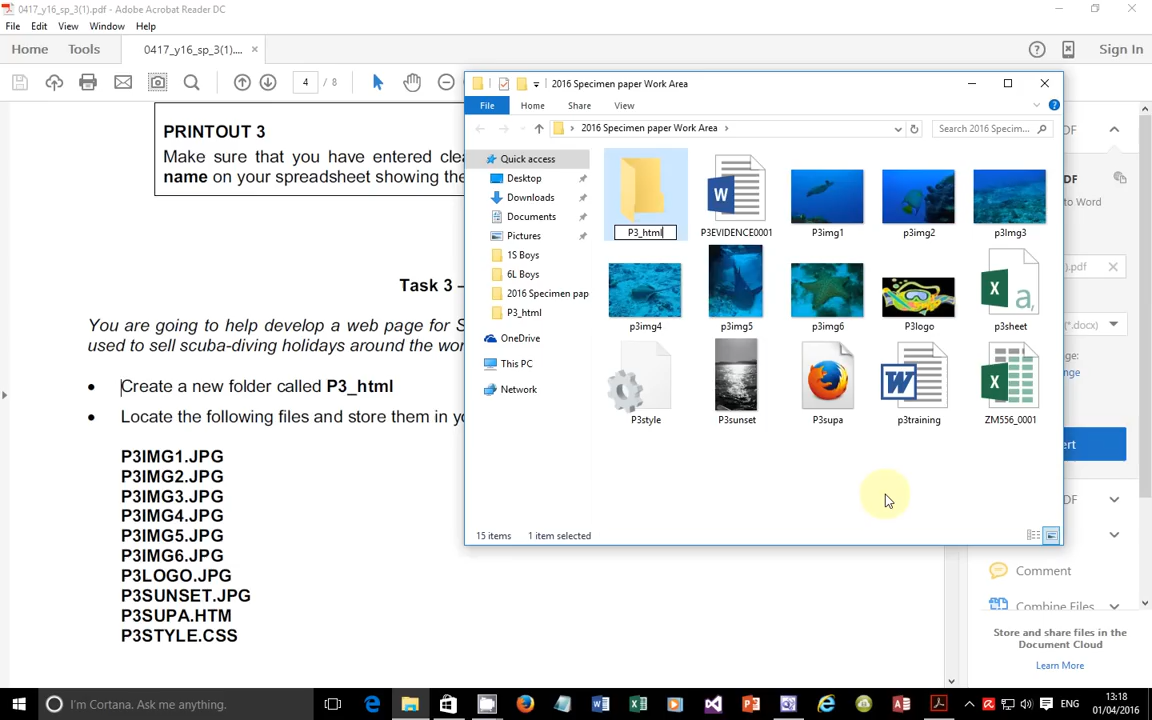 0417_y16_sp_3(1).pdf - Adobe Acrobat Reader DC
File Edit View Window Help
Home Tools 0417_y16_sp_3(1).... × Sign In
4 / 8
PRINTOUT 3
Make sure that you have entered
name on your spreadsheet showing the
Task 3 –
You are going to help develop a web page for
used to sell scuba-diving holidays around the
• Create a new folder called P3_html
• Locate the following files and store them in
P3IMG1.JPG
P3IMG2.JPG
P3IMG3.JPG
P3IMG4.JPG
P3IMG5.JPG
P3IMG6.JPG
P3LOGO.JPG
P3SUNSET.JPG
P3SUPA.HTM
P3STYLE.CSS
2016 Specimen paper Work Area
File Home Share View
2016 Specimen paper Work Area
Search 2016 Specim...
Quick access
Desktop
Downloads
Documents
Pictures
1S Boys
6L Boys
2016 Specimen pap
P3_html
OneDrive
This PC
Network
P3_html P3EVIDENCE0001 P3img1 p3img2 p3Img3
p3img4 p3img5 p3img6 P3logo p3sheet
P3style P3sunset P3supa p3training ZM556_0001
15 items 1 item selected
to Word
).pdf
(*.docx)
Comment
Combine Files
Store and share files in the
Document Cloud
Learn More
I'm Cortana. Ask me anything.
ENG
13:18
01/04/2016